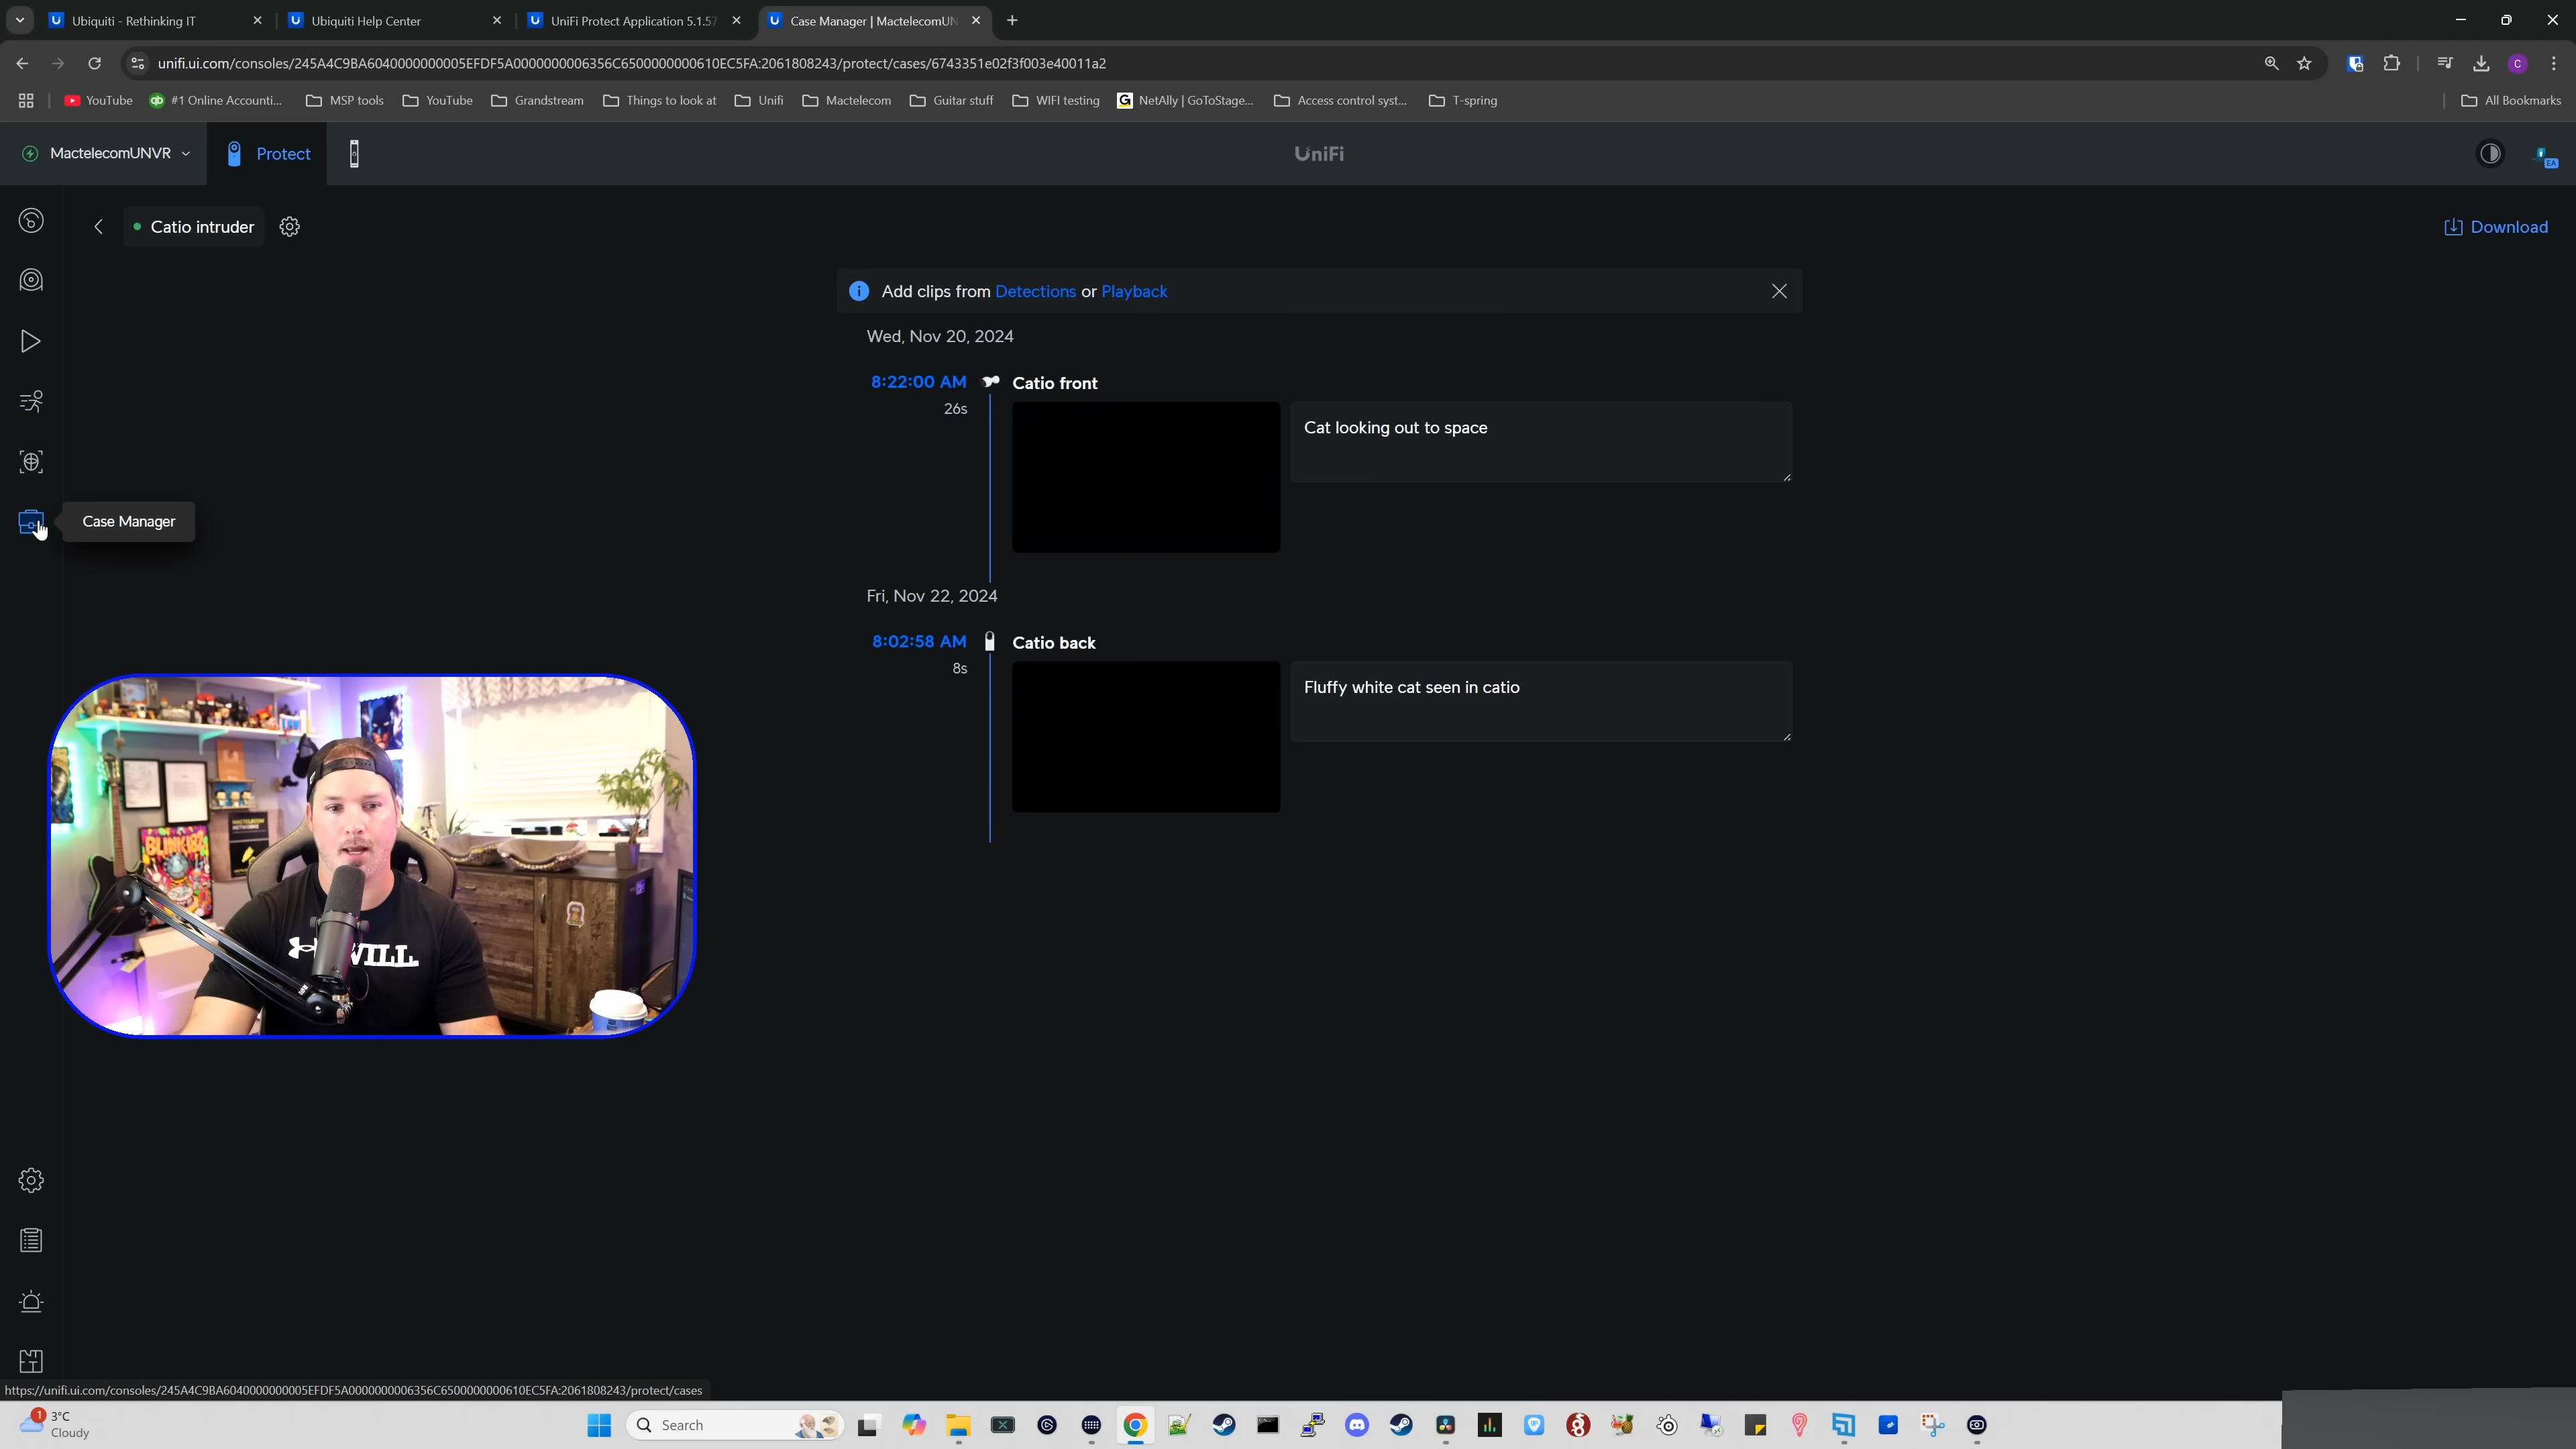 Ubiquiti - Rethinking IT
Ubiquiti Help Center
UniFi Protect Application 5.1.57
Case Manager | MactelecomUN
unifi.ui.com/consoles/245A4C9BA6040000000005EFDF5A0000000006356C6500000000610EC5FA:2061808243/protect/cases/6743351e02f3f003e40011a2
C
YouTube
#1 Online Accounti...
MSP tools
YouTube
Grandstream
Things to look at
Unifi
Mactelecom
Guitar stuff
WIFI testing
NetAlly | GoToStage...
Access control syst...
T-spring
All Bookmarks
MactelecomUNVR
Protect
UniFi
EA
Catio intruder
Download
Add clips from Detections or Playback
Wed, Nov 20, 2024
8:22:00 AM
Catio front
26s
Cat looking out to space
Case Manager
Fri, Nov 22, 2024
8:02:58 AM
Catio back
8s
Fluffy white cat seen in catio
BLINK182
WILL.
https://unifi.ui.com/consoles/245A4C9BA6040000000005EFDF5A0000000006356C6500000000610EC5FA:2061808243/protect/cases
1
3°C
Cloudy
Search